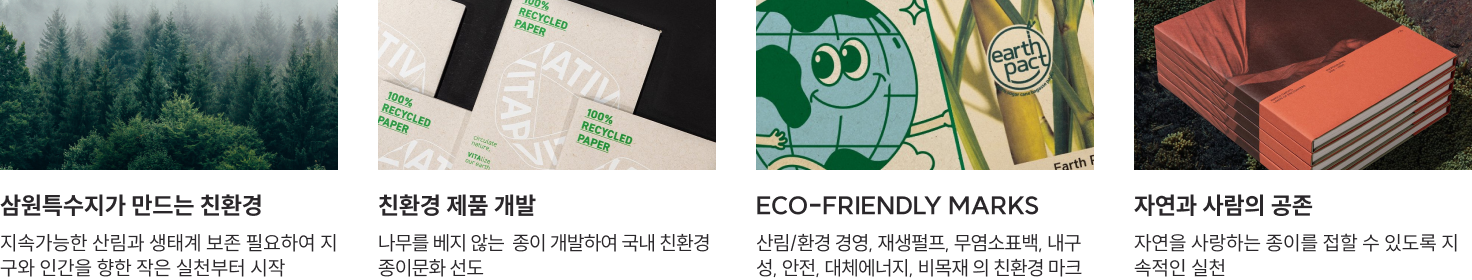 100%
RECYCLED
PAPER
100%
RECYCLED
PAPER
100%
RECYCLED
PAPER
circulate
nature,
VITAlize
our earth
earth
pact
삼원특수지가 만드는 친환경
지속가능한 산림과 생태계 보존 필요하여 지
구와 인간을 향한 작은 실천부터 시작
친환경 제품 개발
나무를 베지 않는 종이 개발하여 국내 친환경
종이문화 선도
ECO-FRIENDLY MARKS
산림/환경 경영, 재생펄프, 무염소표백, 내구
성, 안전, 대체에너지, 비목재 의 친환경 마크
자연과 사람의 공존
자연을 사랑하는 종이를 접할 수 있도록 지
속적인 실천